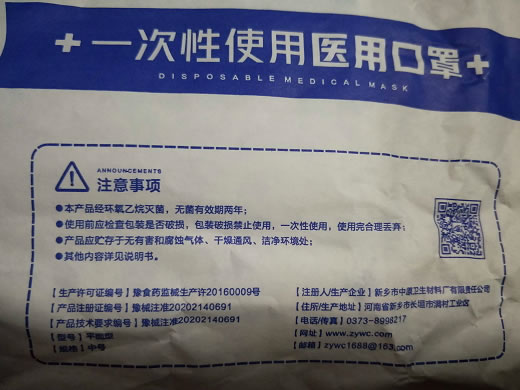 一次性使用医用口罩
DISPOSABLE MEDICAL MASK
ANNOUNCEMENTS
注意事项
●本产品经环氧乙烷灭菌，无菌有效期两年；
●使用前应检查包装是否破损，包装破损禁止使用，一次性使用，使用完合理丢弃；
●产品应贮存于无有害和腐蚀气体、干燥通风、洁净环境处；
●其他内容详见说明书。
【生产许可证编号】豫食药监械生产许20160009号
【产品注册证编号】豫械注准20202140691
【产品技术要求编号】豫械注准20202140691
【型号】平面型
【规格】中号
【注册人/生产企业】新乡市中原卫生材料厂有限责任公司
【住所/生产地址】河南省新乡市长垣市满村工业区
【电话/传真】0373-8998217
【网址】www.zywc.
【邮箱】zywc1688@163.com